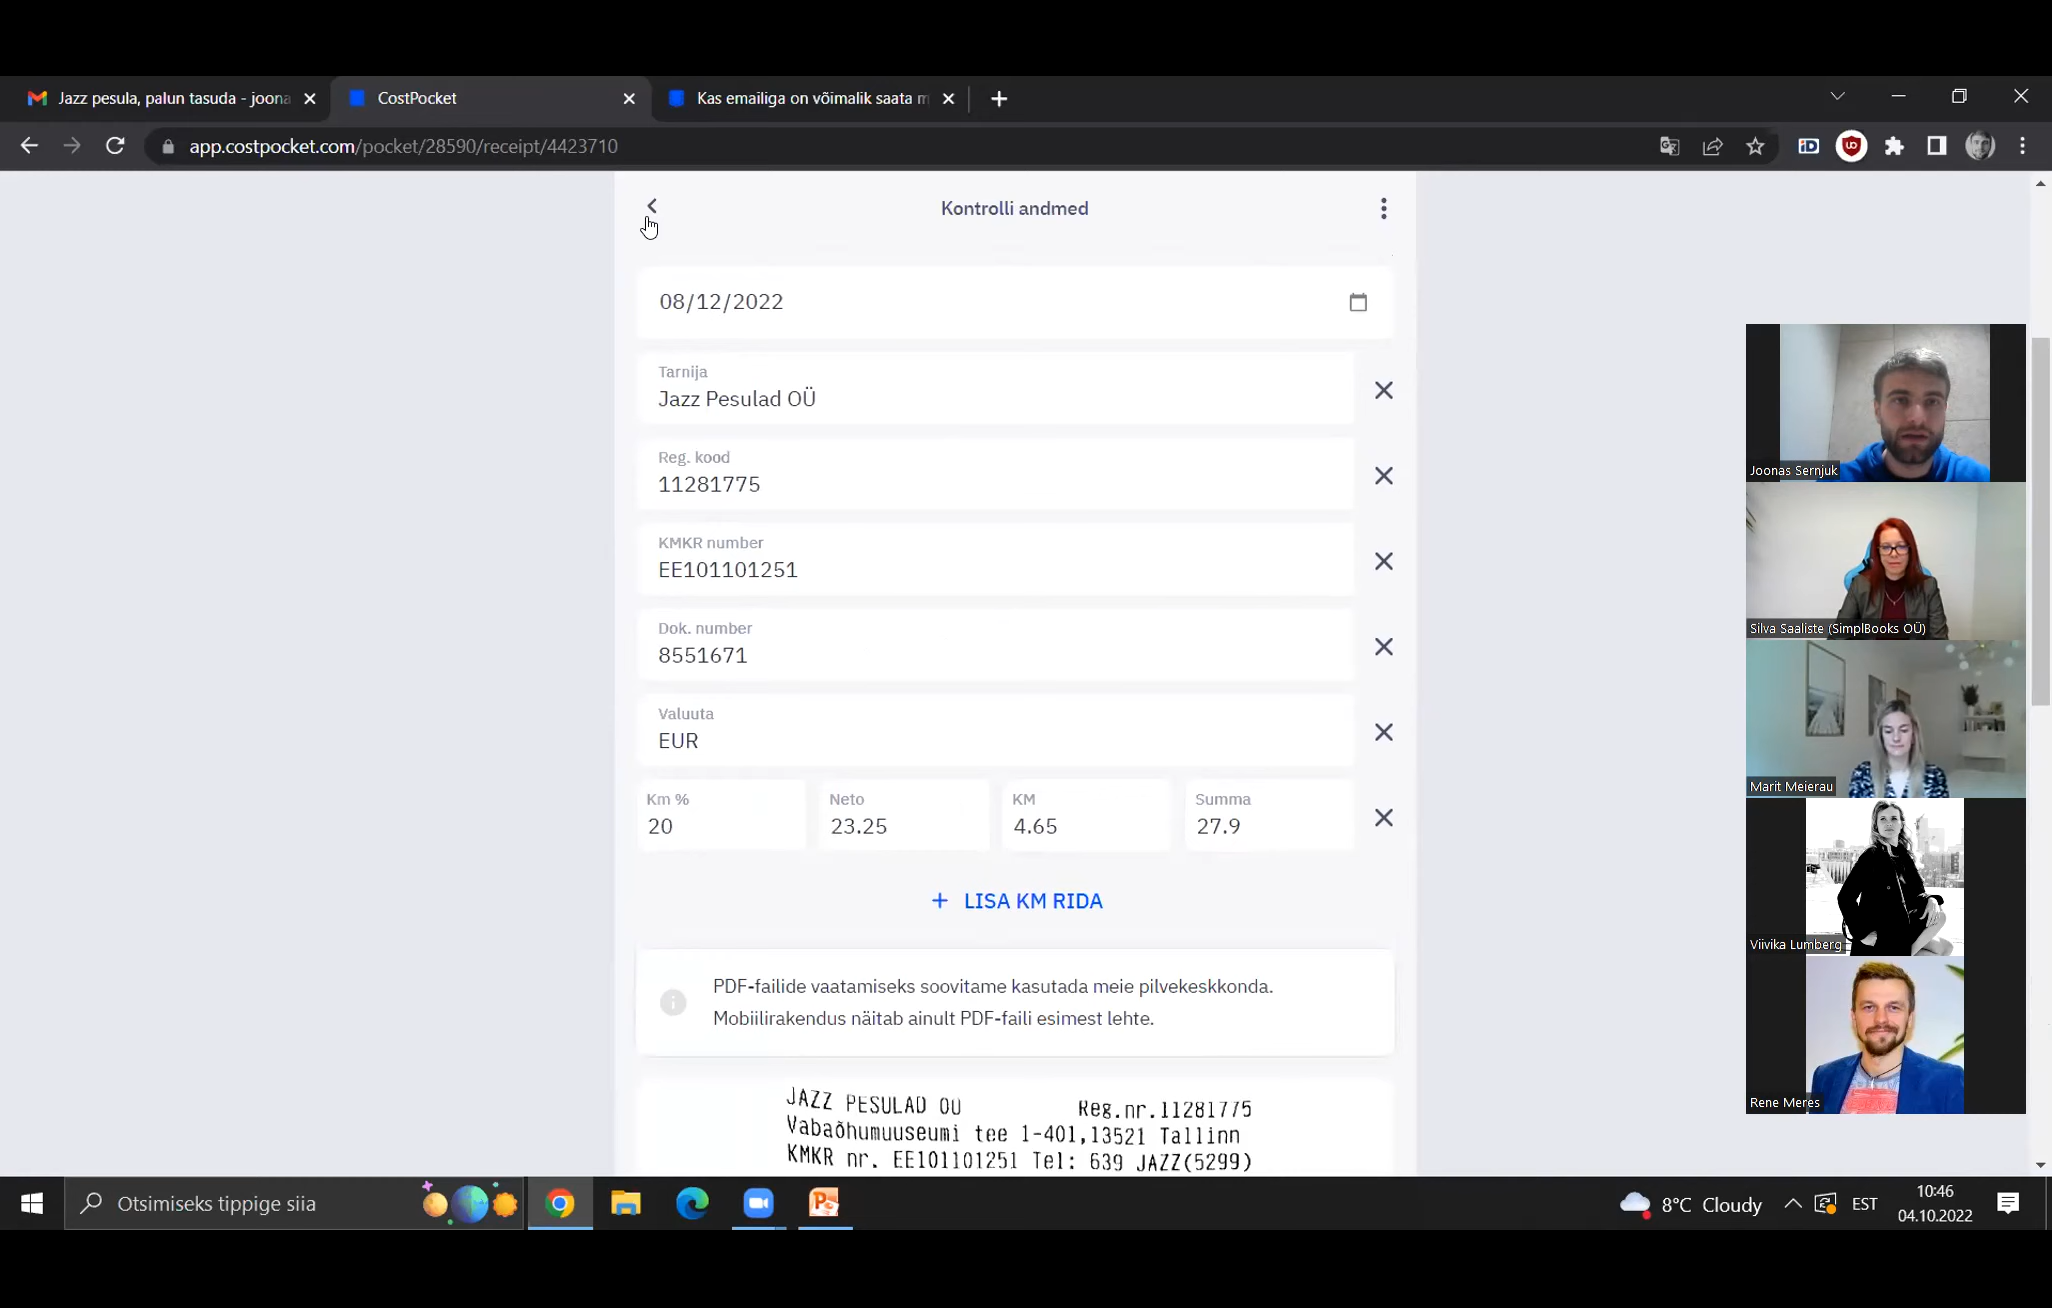 Jazz pesula, palun tasuda - joona
CostPocket
Kas emailiga on võimalik saata m
app.costpocket.com/pocket/28590/receipt/4423710
Kontrolli andmed
08/12/2022
Tarnija
Jazz Pesulad OÜ
Reg. kood
11281775
KMKR number
EE101101251
Dok. number
8551671
Valuuta
EUR
Km % Neto KM Summa
20 23.25 4.65 27.9
+ LISA KM RIDA
PDF-failide vaatamiseks soovitame kasutada meie pilvekeskkonda.
Mobiilirakendus näitab ainult PDF-faili esimest lehte.
JAZZ PESULAD OU Reg.nr.11281775
Vabaõhumuuseumi tee 1-401,13521 Tallinn
KMKR nr. EE101101251 Tel: 639 JAZZ(5299)
Joonas Sernjuk
Silva Saaliste (SimplBooks OÜ)
Marit Meierau
Viivika Lumberg
Rene Meres
Otsimiseks tippige siia
8°C Cloudy
EST
10:46
04.10.2022